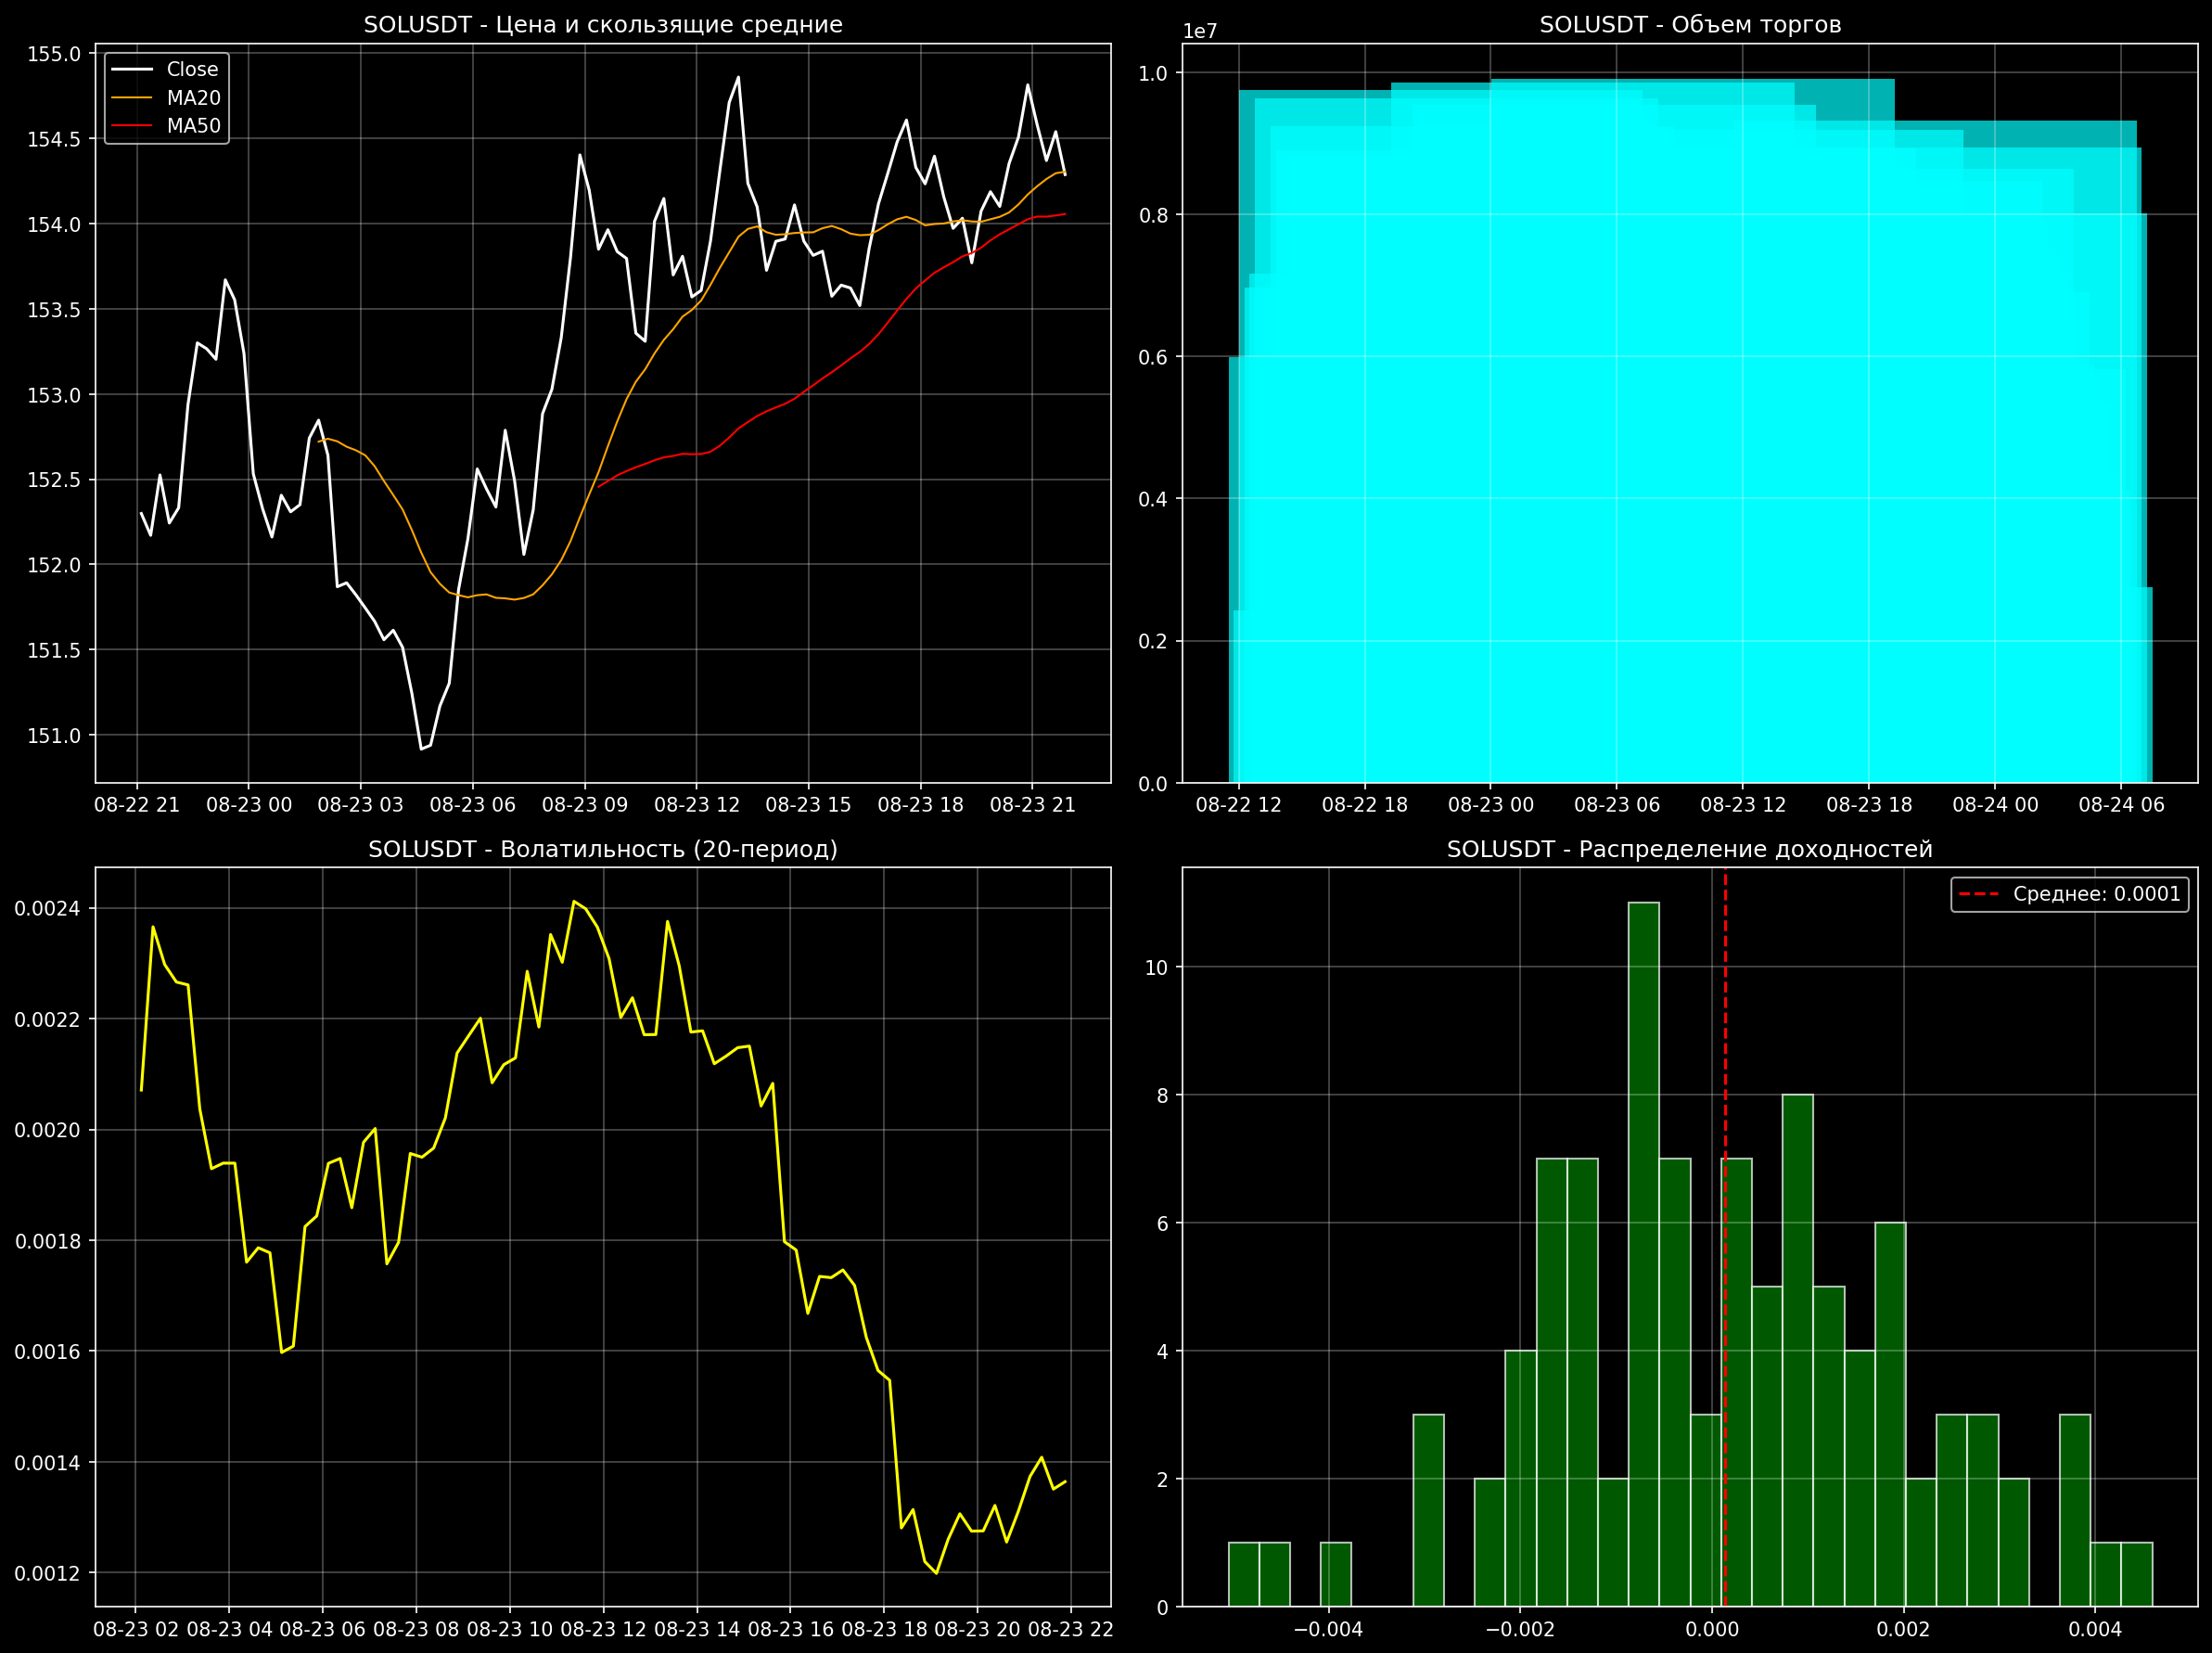 SOLUSDT - Цена и скользящие средние
155.0
154.5
154.0
153.5
153.0
152.5
152.0
151.5
151.0
Close
MA20
MA50
08-22 21 08-23 00 08-23 03 08-23 06 08-23 09 08-23 12 08-23 15 08-23 18 08-23 21
SOLUSDT - Объем торгов
1e7
1.0
0.8
0.6
0.4
0.2
0.0
08-22 12 08-22 18 08-23 00 08-23 06 08-23 12 08-23 18 08-24 00 08-24 06
SOLUSDT - Волатильность (20-период)
0.0024
0.0022
0.0020
0.0018
0.0016
0.0014
0.0012
08-23 02 08-23 04 08-23 06 08-23 08 08-23 10 08-23 12 08-23 14 08-23 16 08-23 18 08-23 20 08-23 22
SOLUSDT - Распределение доходностей
Среднее: 0.0001
10
8
6
4
2
0
−0.004 −0.002 0.000 0.002 0.004